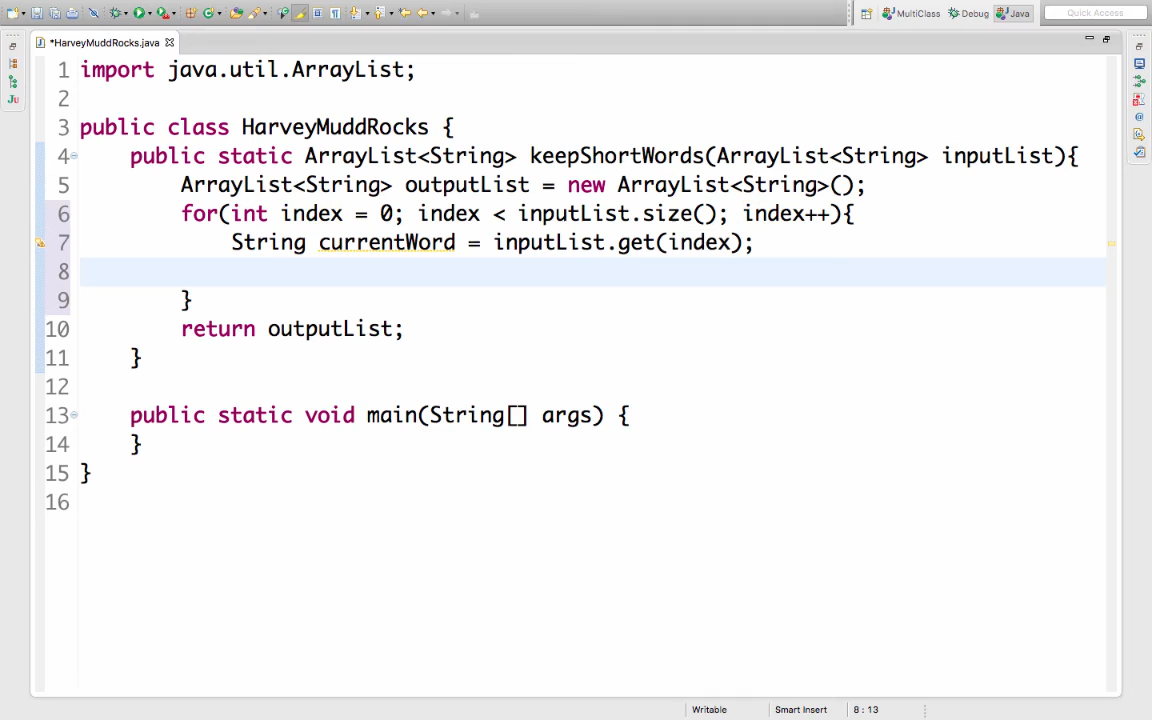 MultiClass Debug Java Quick Access
*HarveyMuddRocks.java
1 import java.util.ArrayList;
2
3 public class HarveyMuddRocks {
4 public static ArrayList<String> keepShortWords(ArrayList<String> inputList){
5 ArrayList<String> outputList = new ArrayList<String>();
6 for(int index = 0; index < inputList.size(); index++){
7 String currentWord = inputList.get(index);
8
9 }
10 return outputList;
11 }
12
13 public static void main(String[] args) {
14 }
15 }
16
Writable Smart Insert 8 : 13